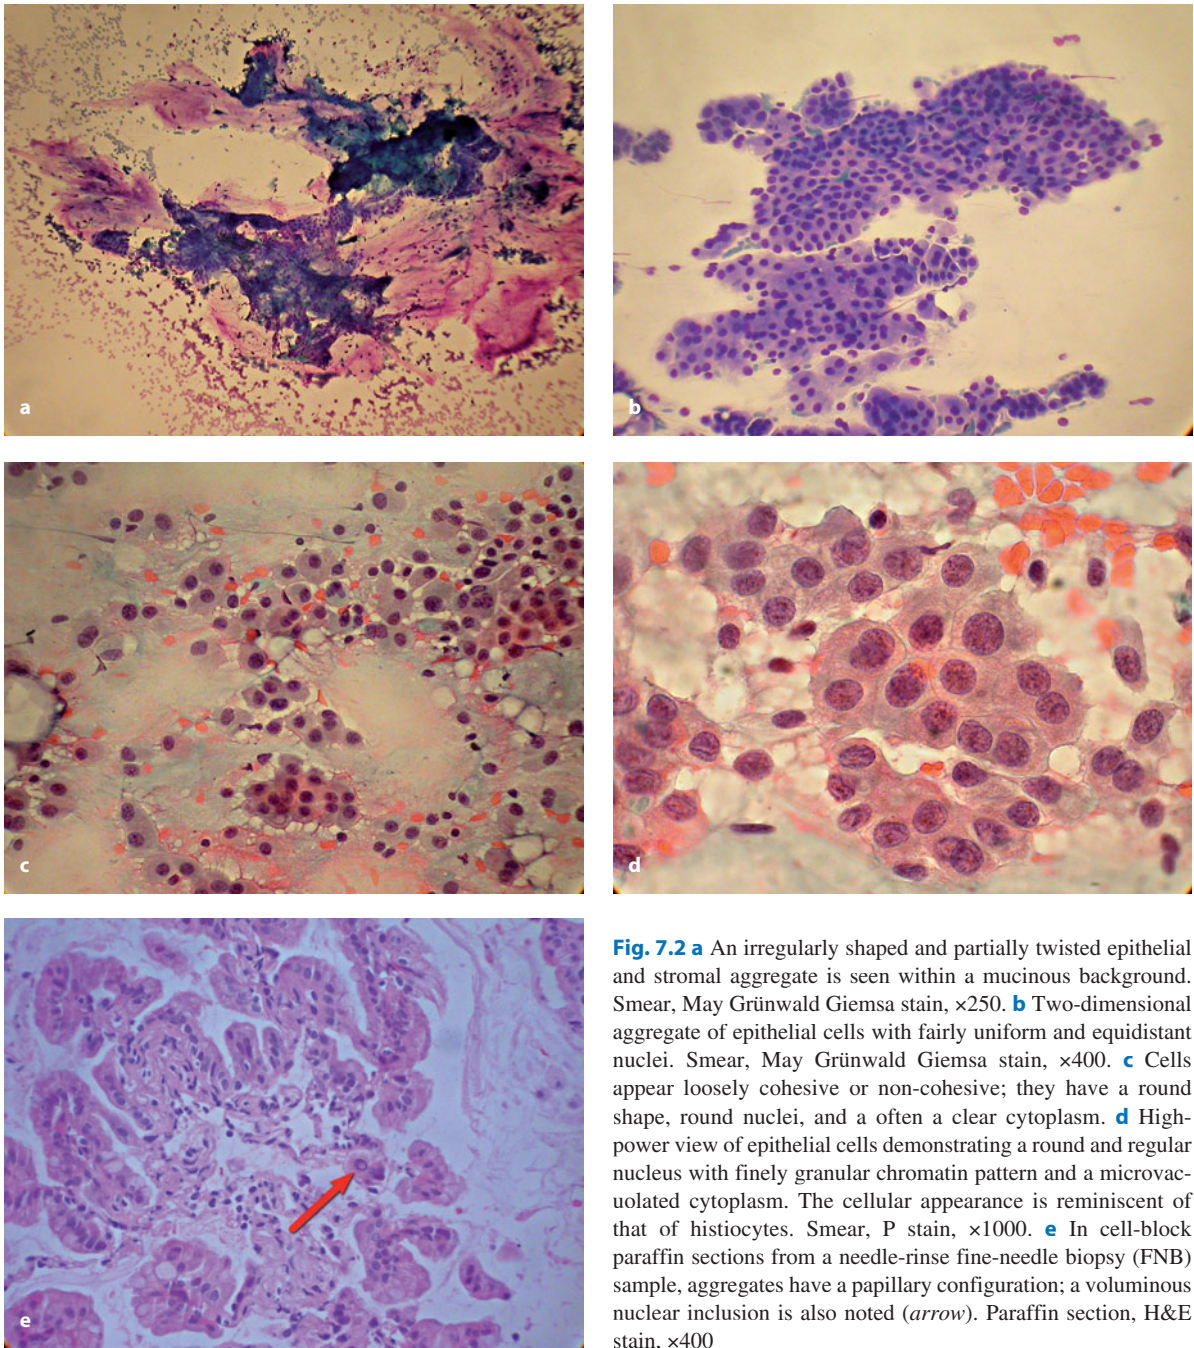 a
b
c
d
e
Fig. 7.2 a An irregularly shaped and partially twisted epithelial
and stromal aggregate is seen within a mucinous background.
Smear, May Grünwald Giemsa stain, ×250. b Two-dimensional
aggregate of epithelial cells with fairly uniform and equidistant
nuclei. Smear, May Grünwald Giemsa stain, ×400. c Cells
appear loosely cohesive or non-cohesive; they have a round
shape, round nuclei, and a often a clear cytoplasm. d High-
power view of epithelial cells demonstrating a round and regular
nucleus with finely granular chromatin pattern and a microvac-
uolated cytoplasm. The cellular appearance is reminiscent of
that of histiocytes. Smear, P stain, ×1000. e In cell-block
paraffin sections from a needle-rinse fine-needle biopsy (FNB)
sample, aggregates have a papillary configuration; a voluminous
nuclear inclusion is also noted (arrow). Paraffin section, H&E
stain, ×400